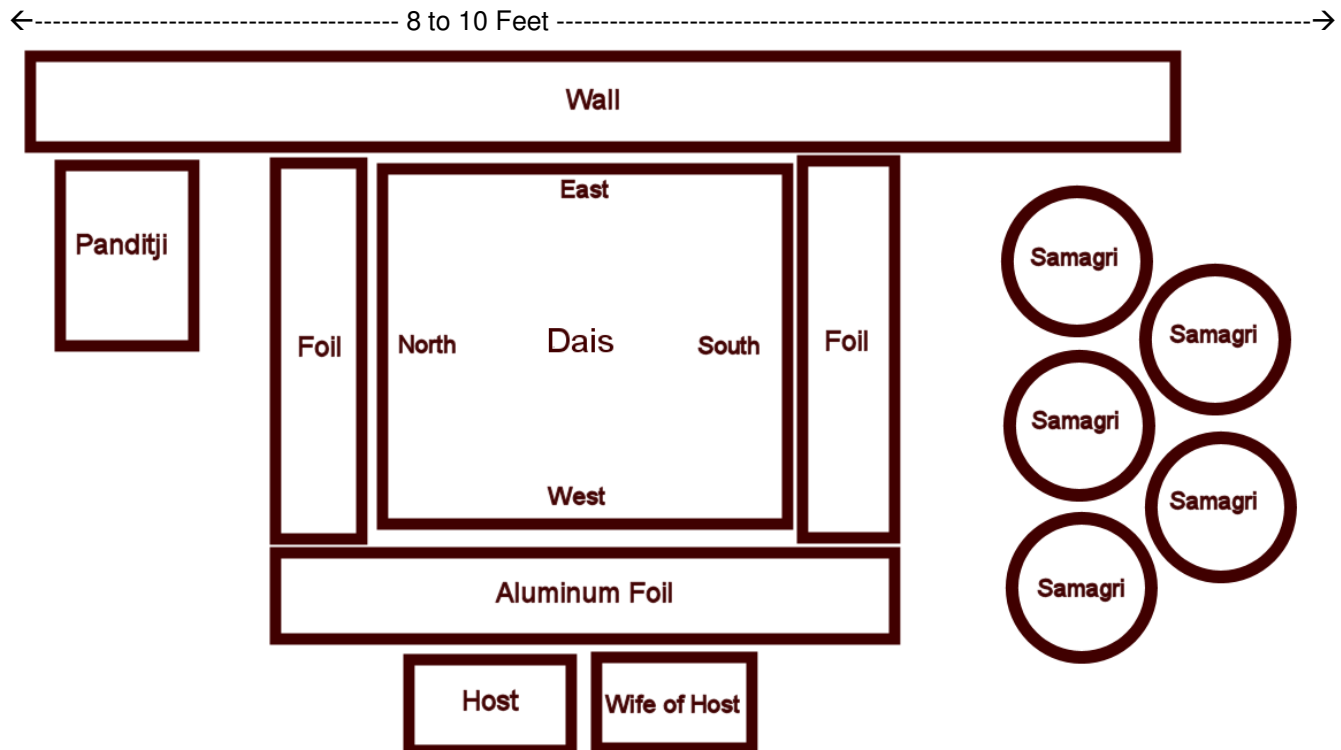 ←---------------------------------------- 8 to 10 Feet ----------------------------------------------------------------------------------→
Wall
East
Panditji
Samagri
Samagri
Foil
North
Dais
South
Foil
Samagri
West
Samagri
Aluminum Foil
Samagri
Host
Wife of Host